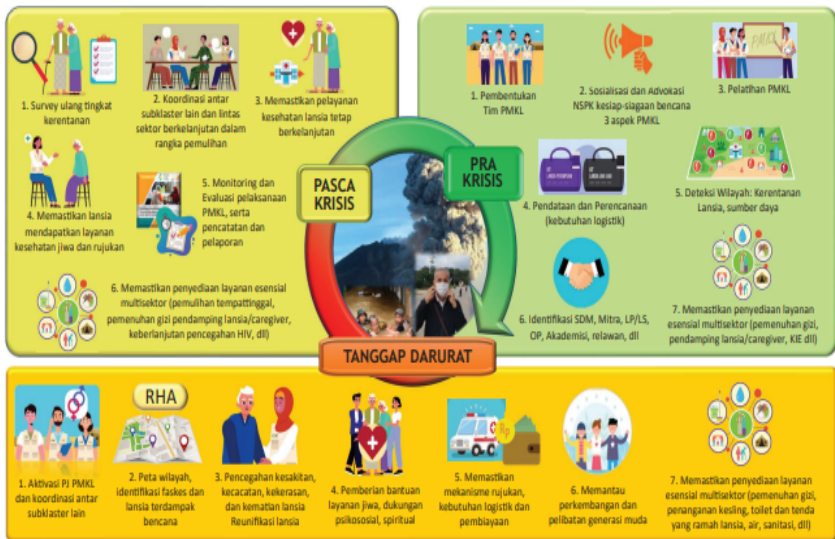 1. Survey ulang tingkat
kerentanan
2. Koordinasi antar
subklaster lain dan lintas
sektor berkelanjutan dalam
rangka pemulihan
3. Memastikan pelayanan
kesehatan lansia tetap
berkelanjutan
4. Memastikan lansia
mendapatkan layanan
kesehatan jiwa dan rujukan
5. Monitoring dan
Evaluasi pelaksanaan
PMKL, serta
pencatatan dan
pelaporan
6. Memastikan penyediaan layanan esensial
multisektor (pemulihan tempattinggal,
pemenuhan gizi pendamping lansia/caregiver,
keberlanjutan pencegahan HIV, dll)
PASCA
KRISIS
PRA
KRISIS
1. Pembentukan
Tim PMKL
2. Sosialisasi dan Advokasi
NSPK kesiap-siagaan bencana
3 aspek PMKL
PMKL
3. Pelatihan PMKL
4. Pendataan dan Perencanaan
(kebutuhan logistik)
5. Deteksi Wilayah: Kerentanan
Lansia, sumber daya
6. Identifikasi SDM, Mitra, LP/LS,
OP, Akademisi, relawan, dll
7. Memastikan penyediaan layanan
esensial multisektor (pemenuhan gizi,
pendamping lansia/caregiver, KIE dll)
TANGGAP DARURAT
1. Aktivasi PJ PMKL
dan koordinasi antar
subklaster lain
RHA
2. Peta wilayah,
identifikasi faskes dan
lansia terdampak
bencana
3. Pencegahan kesakitan,
kecacatan, kekerasan,
dan kematian lansia
Reunifikasi lansia
4. Pemberian bantuan
layanan jiwa, dukungan
psikososial, spiritual
Rp
5. Memastikan
mekanisme rujukan,
kebutuhan logistik dan
pembiayaan
6. Memantau
perkembangan dan
pelibatan generasi muda
7. Memastikan penyediaan layanan
esensial multisektor (pemenuhan gizi,
penanganan kesling, toilet dan tenda
yang ramah lansia, air, sanitasi, dll)